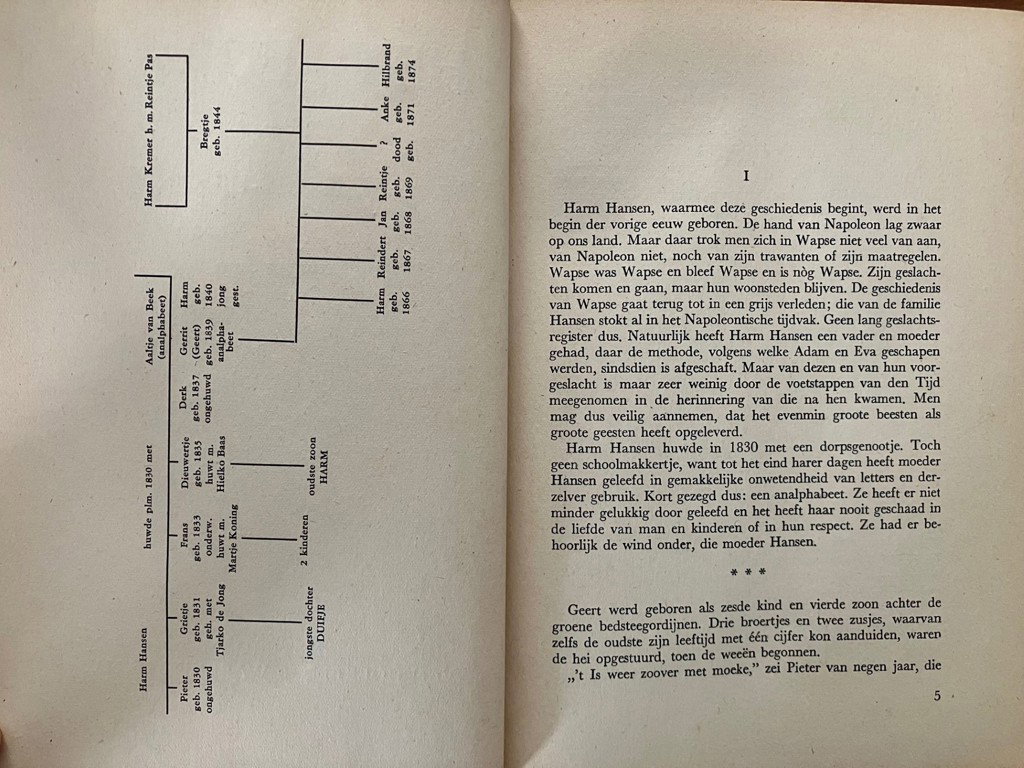 Harm Hansen huwde plm. 1830 met Aaltje van Beek
(analphabeet)
Harm Kremer h. m. Reintje Pas
Pieter
geb. 1830
ongehuwd
Grietje
geb. 1831
geh. met
Tjarko de Jong
jongste dochter
DUIFJE
Frans
geb. 1833
onderw.
huwt m.
Martje Koning
2 kinderen
Dieuwertje
geb. 1835
huwt m.
Hielko Baas
oudste zoon
HARM
Derk
geb. 1837
ongehuwd
Gerrit
(Geert)
geb. 1839
analpha-
beet
Harm
geb.
1840
jong
gest.
Bregtje
geb. 1844
Harm
geb.
1866
Reindert
geb.
1867
Jan
geb.
1868
Reintje
geb.
1869
?
dood
geb.
Anke
geb.
1871
Hilbrand
geb.
1874
I
Harm Hansen, waarmee deze geschiedenis begint, werd in het
begin der vorige eeuw geboren. De hand van Napoleon lag zwaar
op ons land. Maar daar trok men zich in Wapse niet veel van aan,
van Napoleon niet, noch van zijn trawanten of zijn maatregelen.
Wapse was Wapse en bleef Wapse en is nòg Wapse. Zijn geslach-
ten komen en gaan, maar hun woonsteden blijven. De geschiedenis
van Wapse gaat terug tot in een grijs verleden; die van de familie
Hansen stokt al in het Napoleontische tijdvak. Geen lang geslachts-
register dus. Natuurlijk heeft Harm Hansen een vader en moeder
gehad, daar de methode, volgens welke Adam en Eva geschapen
werden, sindsdien is afgeschaft. Maar van dezen en van hun voor-
geslacht is maar zeer weinig door de voetstappen van den Tijd
meegenomen in de herinnering van die na hen kwamen. Men
mag dus veilig aannemen, dat het evenmin groote beesten als
groote geesten heeft opgeleverd.
Harm Hansen huwde in 1830 met een dorpsgenootje. Toch
geen schoolmakkertje, want tot het eind harer dagen heeft moeder
Hansen geleefd in gemakkelijke onwetendheid van letters en der-
zelver gebruik. Kort gezegd dus: een analphabeet. Ze heeft er niet
minder gelukkig door geleefd en het heeft haar nooit geschaad in
de liefde van man en kinderen of in hun respect. Ze had er be-
hoorlijk de wind onder, die moeder Hansen.
* * *
Geert werd geboren als zesde kind en vierde zoon achter de
groene bedsteegordijnen. Drie broertjes en twee zusjes, waarvan
zelfs de oudste zijn leeftijd met één cijfer kon aanduiden, waren
de hei opgestuurd, toen de weeën begonnen.
„'t Is weer zoover met moeke,” zei Pieter van negen jaar, die
5